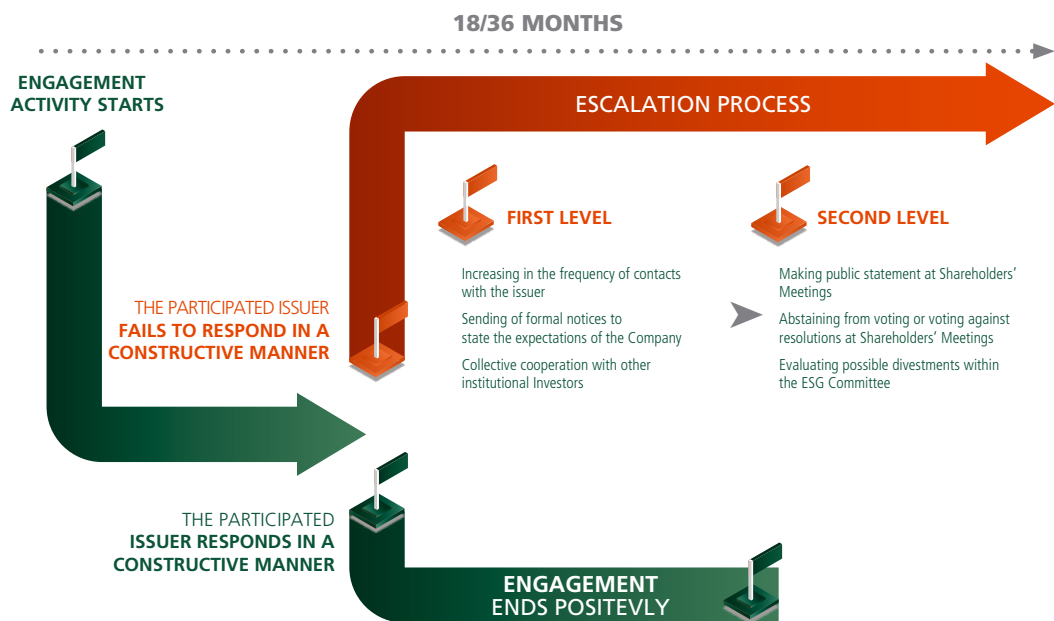 18/36 MONTHS
ENGAGEMENT
ACTIVITY STARTS
ESCALATION PROCESS
FIRST LEVEL
Increasing in the frequency of contacts
with the issuer
Sending of formal notices to
state the expectations of the Company
Collective cooperation with other
institutional Investors
SECOND LEVEL
Making public statement at Shareholders'
Meetings
Abstaining from voting or voting against
resolutions at Shareholders' Meetings
Evaluating possible divestments within
the ESG Committee
THE PARTICIPATED ISSUER
FAILS TO RESPOND IN A
CONSTRUCTIVE MANNER
THE PARTICIPATED
ISSUER RESPONDS IN A
CONSTRUCTIVE MANNER
ENGAGEMENT
ENDS POSITEVLY